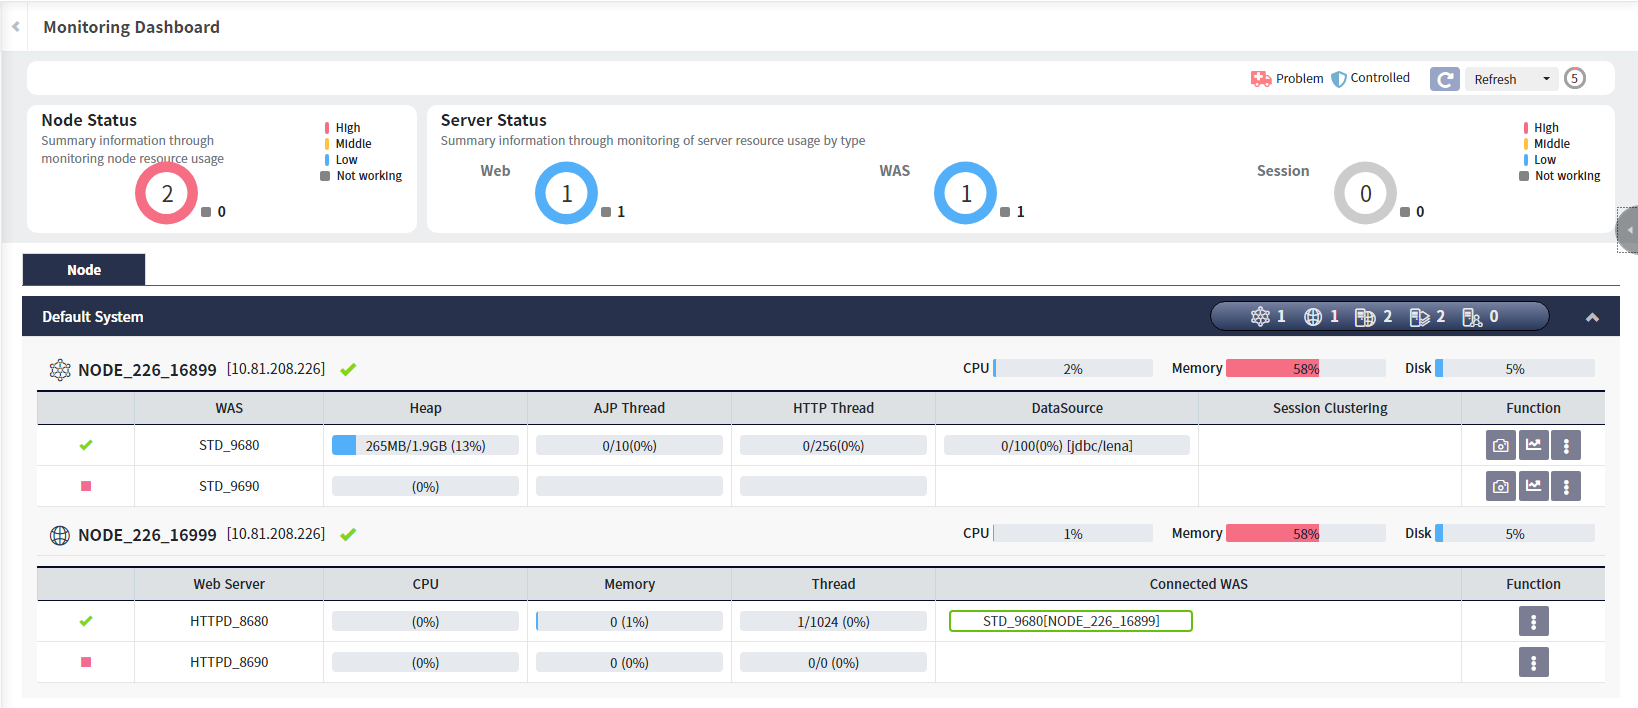 Monitoring Dashboard
Problem Controlled Refresh 5
Node Status
Summary information through
monitoring node resource usage
High
Middle
Low
Not working
2
0
Server Status
Summary information through monitoring of server resource usage by type
High
Middle
Low
Not working
Web
1
1
WAS
1
1
Session
0
0
Node
Default System 1 1 2 2 0
NODE_226_16899 [10.81.208.226] CPU 2% Memory 58% Disk 5%
WAS Heap AJP Thread HTTP Thread DataSource Session Clustering Function
STD_9680 265MB/1.9GB (13%) 0/10(0%) 0/256(0%) 0/100(0%) [jdbc/lena]
STD_9690 (0%)
NODE_226_16999 [10.81.208.226] CPU 1% Memory 58% Disk 5%
Web Server CPU Memory Thread Connected WAS Function
HTTPD_8680 (0%) 0 (1%) 1/1024 (0%) STD_9680[NODE_226_16899]
HTTPD_8690 (0%) 0 (0%) 0/0 (0%)